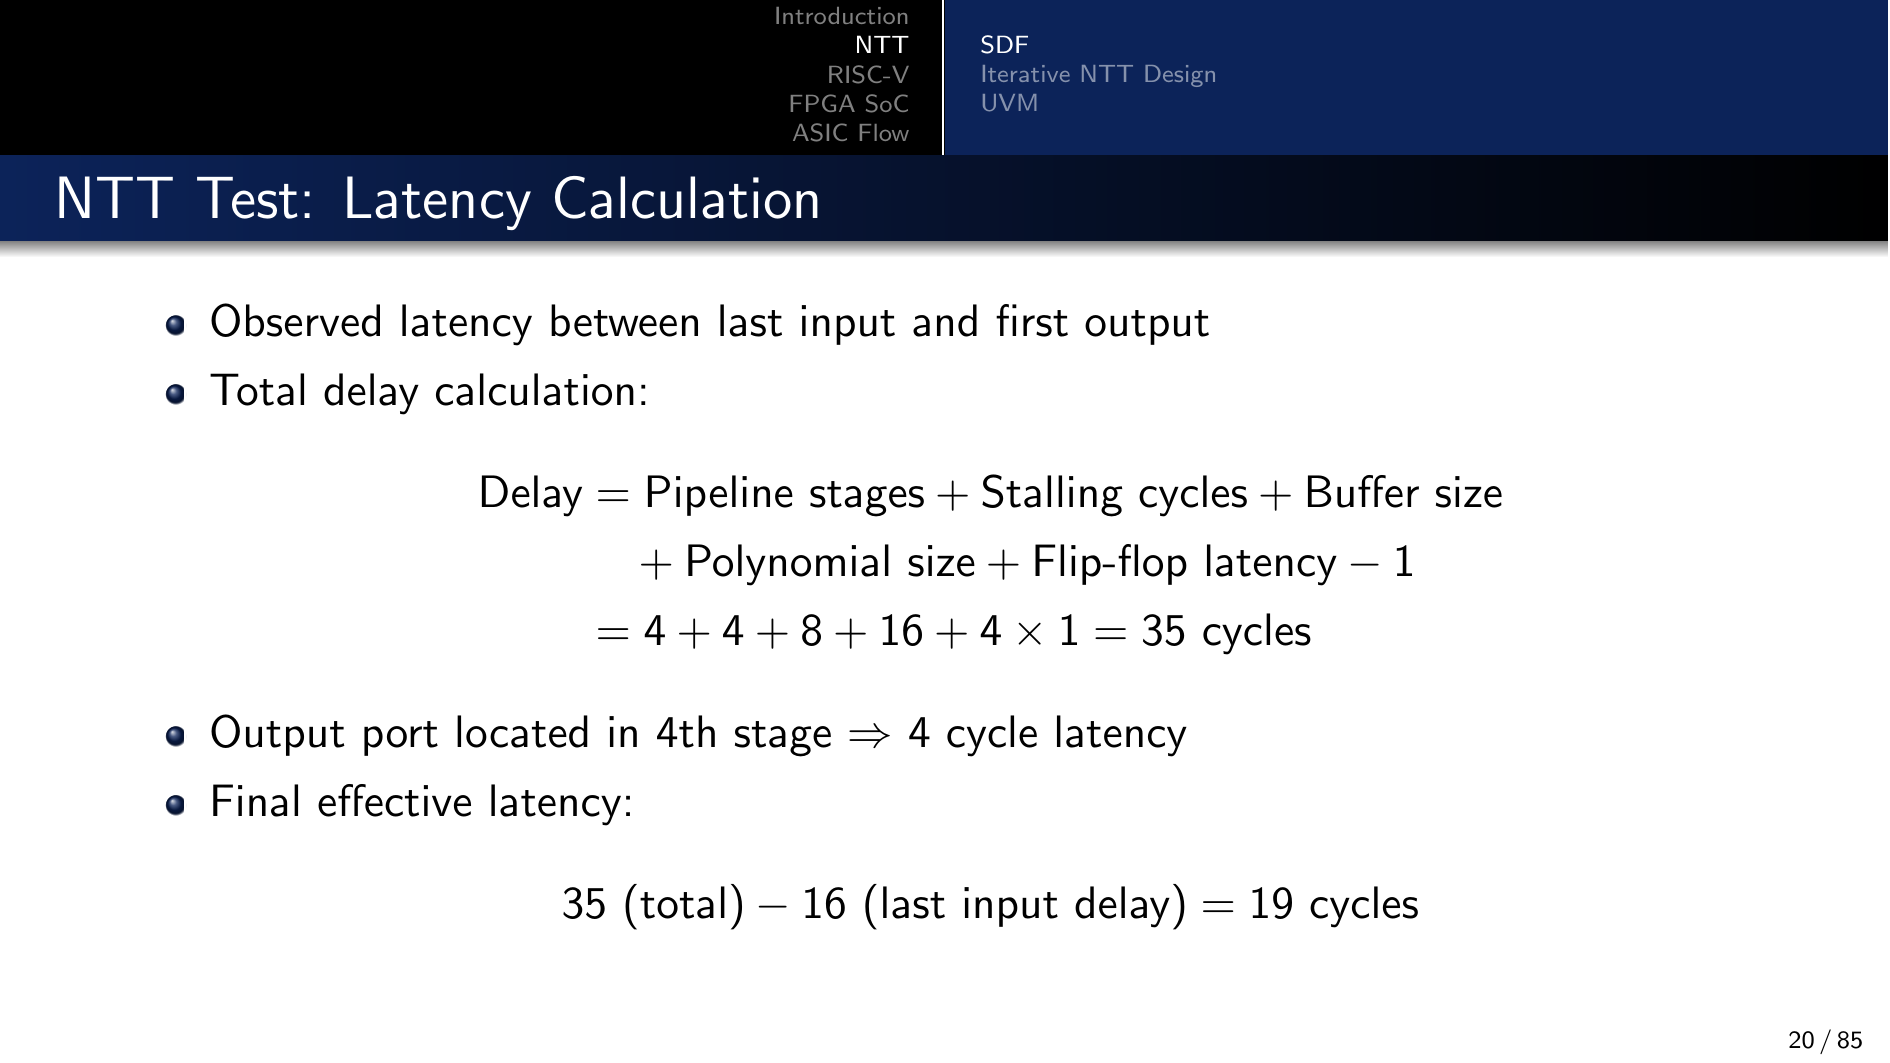 Introduction
NTT
RISC-V
FPGA SoC
ASIC Flow
SDF
Iterative NTT Design
UVM
NTT Test: Latency Calculation
Observed latency between last input and first output
Total delay calculation:
Delay = Pipeline stages + Stalling cycles + Buffer size
+ Polynomial size + Flip-flop latency − 1
= 4 + 4 + 8 + 16 + 4 × 1 = 35 cycles
Output port located in 4th stage ⇒ 4 cycle latency
Final effective latency:
35 (total) − 16 (last input delay) = 19 cycles
20 / 85